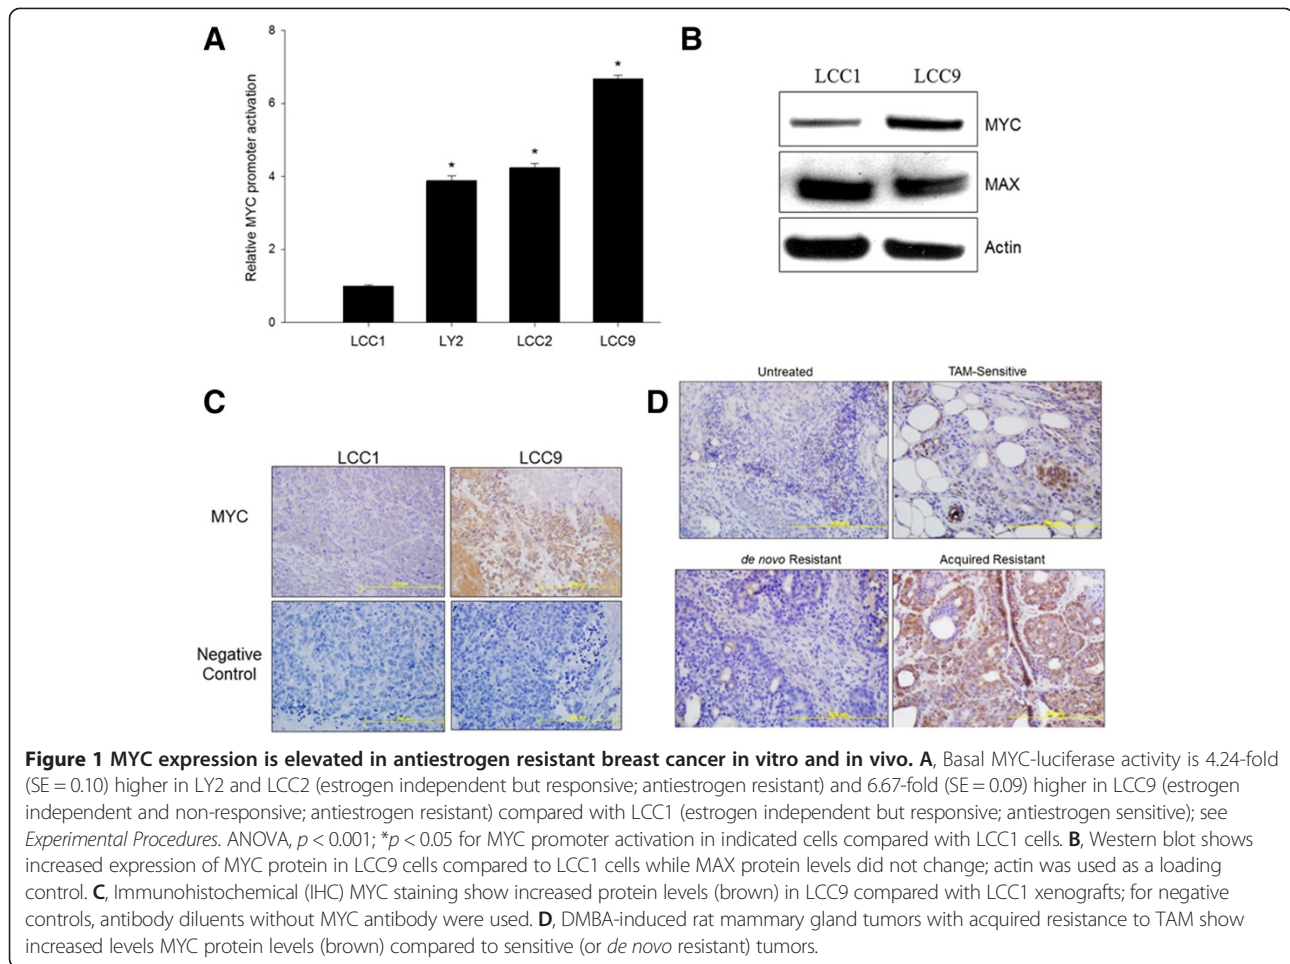 A
8
6
4
2
0
Relative MYC promoter activation
*
*
*
LCC1 LY2 LCC2 LCC9
B
LCC1 LCC9
MYC
MAX
Actin
C
LCC1 LCC9
MYC
Negative
Control
D
Untreated TAM-Sensitive
de novo Resistant Acquired Resistant
Figure 1 MYC expression is elevated in antiestrogen resistant breast cancer in vitro and in vivo. A, Basal MYC-luciferase activity is 4.24-fold
(SE = 0.10) higher in LY2 and LCC2 (estrogen independent but responsive; antiestrogen resistant) and 6.67-fold (SE = 0.09) higher in LCC9 (estrogen
independent and non-responsive; antiestrogen resistant) compared with LCC1 (estrogen independent but responsive; antiestrogen sensitive); see
Experimental Procedures. ANOVA, p < 0.001; *p < 0.05 for MYC promoter activation in indicated cells compared with LCC1 cells. B, Western blot shows
increased expression of MYC protein in LCC9 cells compared to LCC1 cells while MAX protein levels did not change; actin was used as a loading
control. C, Immunohistochemical (IHC) MYC staining show increased protein levels (brown) in LCC9 compared with LCC1 xenografts; for negative
controls, antibody diluents without MYC antibody were used. D, DMBA-induced rat mammary gland tumors with acquired resistance to TAM show
increased levels MYC protein levels (brown) compared to sensitive (or de novo resistant) tumors.